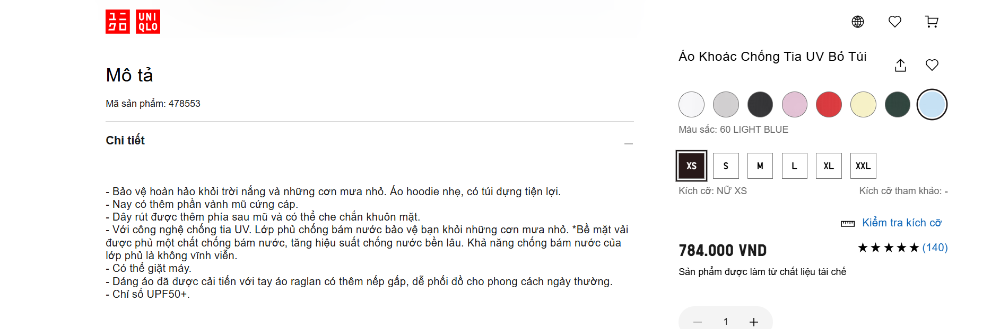 ユニ
クロ
UNI
QLO
Áo Khoác Chống Tia UV Bỏ Túi
Mô tả
Mã sản phẩm: 478553
Màu sắc: 60 LIGHT BLUE
Chi tiết
XS S M L XL XXL
Kích cỡ: NỮ XS Kích cỡ tham khảo: -
- Bảo vệ hoàn hảo khỏi trời nắng và những cơn mưa nhỏ. Áo hoodie nhẹ, có túi đựng tiện lợi.
- Nay có thêm phần vành mũ cứng cáp.
- Dây rút được thêm phía sau mũ và có thể che chắn khuôn mặt.
- Với công nghệ chống tia UV. Lớp phủ chống bám nước bảo vệ bạn khỏi những cơn mưa nhỏ. *Bề mặt vải
được phủ một chất chống bám nước, tăng hiệu suất chống nước bền lâu. Khả năng chống bám nước của
lớp phủ là không vĩnh viễn.
- Có thể giặt máy.
- Dáng áo đã được cải tiến với tay áo raglan có thêm nếp gấp, dễ phối đồ cho phong cách ngày thường.
- Chỉ số UPF50+.
Kiểm tra kích cỡ
784.000 VND
(140)
Sản phẩm được làm từ chất liệu tái chế
1